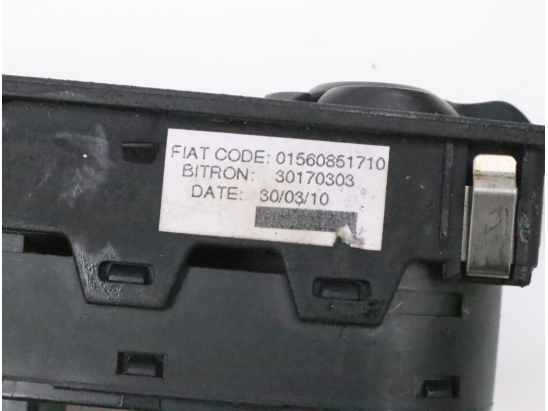 FIAT CODE: 01560851710
BITRON: 30170303
DATE: 30/03/10